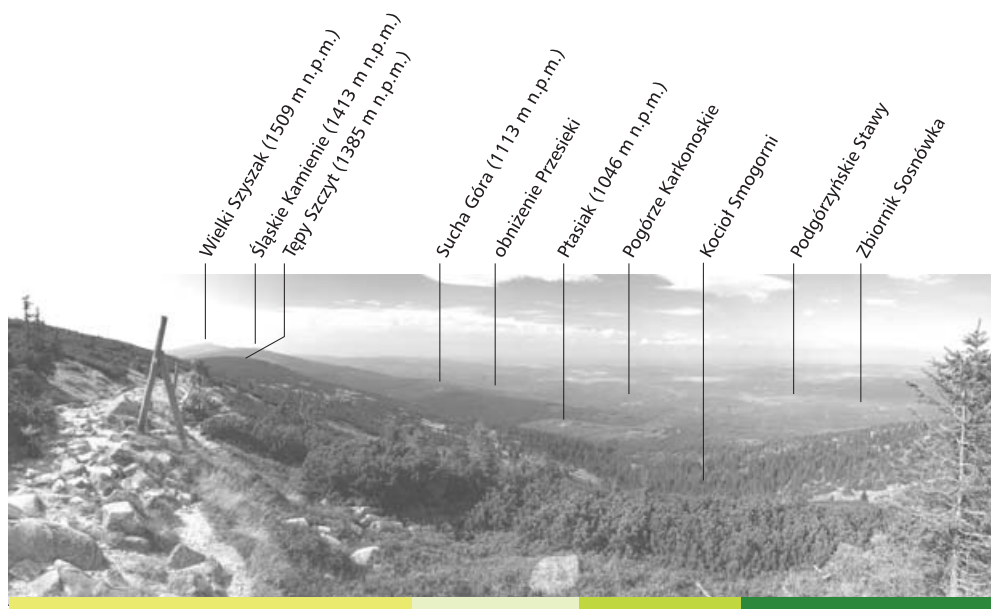 Wielki Szyszak (1509 m n.p.m.)
Śląskie Kamienie (1413 m n.p.m.)
Tępy Szczyt (1385 m n.p.m.)
Sucha Góra (1113 m n.p.m.)
obniżenie Przesieki
Ptasiak (1046 m n.p.m.)
Pogórze Karkonoskie
Kocioł Smogorni
Podgórzyńskie Stawy
Zbiornik Sosnówka